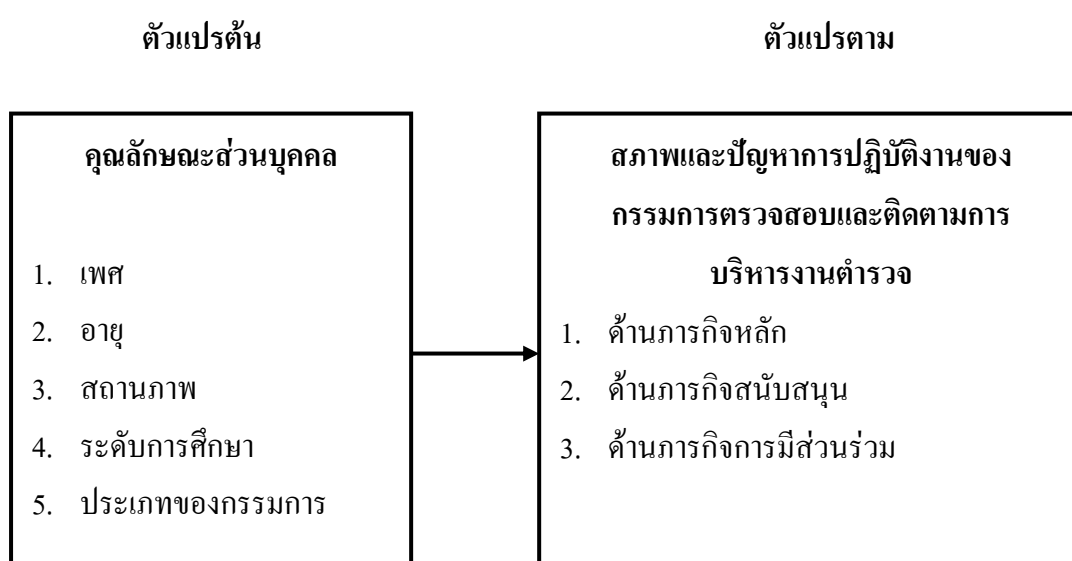 ตัวแปรต้น
ตัวแปรตาม
คุณลักษณะส่วนบุคคล
1. เพศ
2. อายุ
3. สถานภาพ
4. ระดับการศึกษา
5. ประเภทของกรรมการ
สภาพและปัญหาการปฏิบัติงานของ
กรรมการตรวจสอบและติดตามการ
บริหารงานตำรวจ
1. ด้านภารกิจหลัก
2. ด้านภารกิจสนับสนุน
3. ด้านภารกิจการมีส่วนร่วม